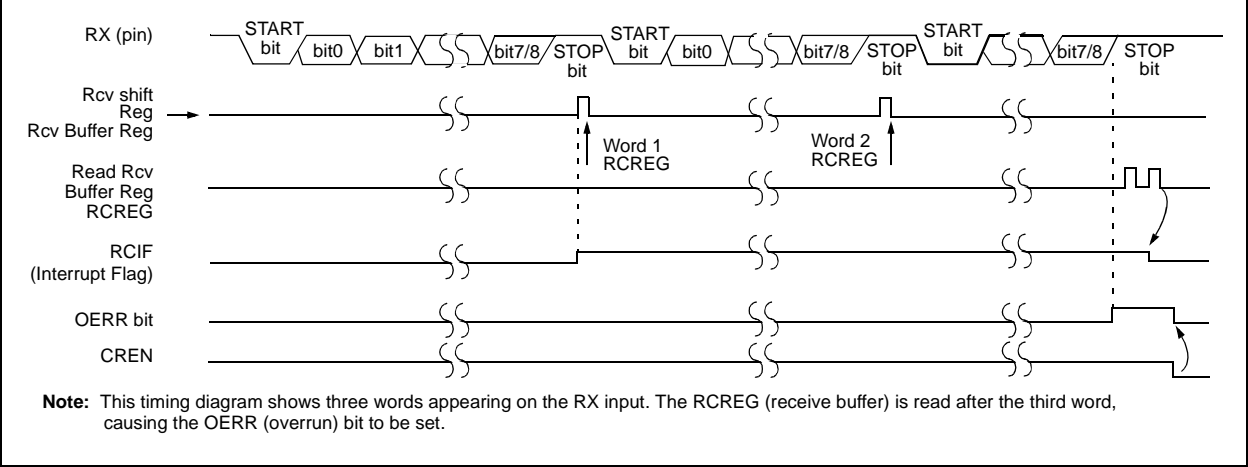 RX (pin)
START
bit
bit0
bit1
bit7/8
STOP
bit
START
bit
bit0
bit7/8
STOP
bit
START
bit
bit7/8
STOP
bit
Rcv shift
Reg
Rcv Buffer Reg
Word 1
RCREG
Word 2
RCREG
Read Rcv
Buffer Reg
RCREG
RCIF
(Interrupt Flag)
OERR bit
CREN
Note: This timing diagram shows three words appearing on the RX input. The RCREG (receive buffer) is read after the third word,
causing the OERR (overrun) bit to be set.